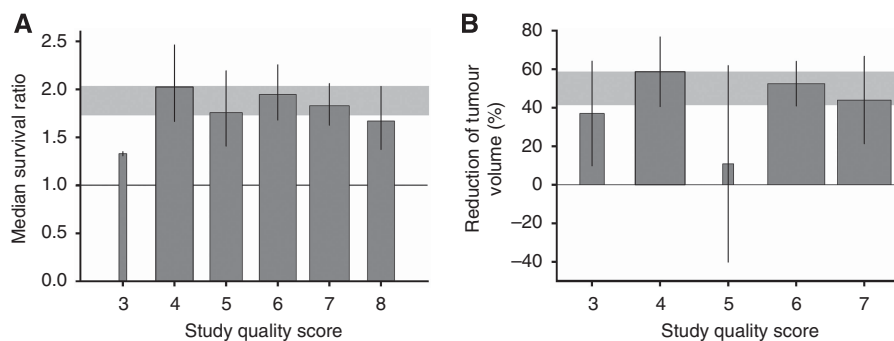 A
Median survival ratio
2.5
2.0
1.5
1.0
0.5
0.0
3 4 5 6 7 8
Study quality score
B
Reduction of tumour
volume (%)
80
60
40
20
0
–20
–40
3 4 5 6 7
Study quality score